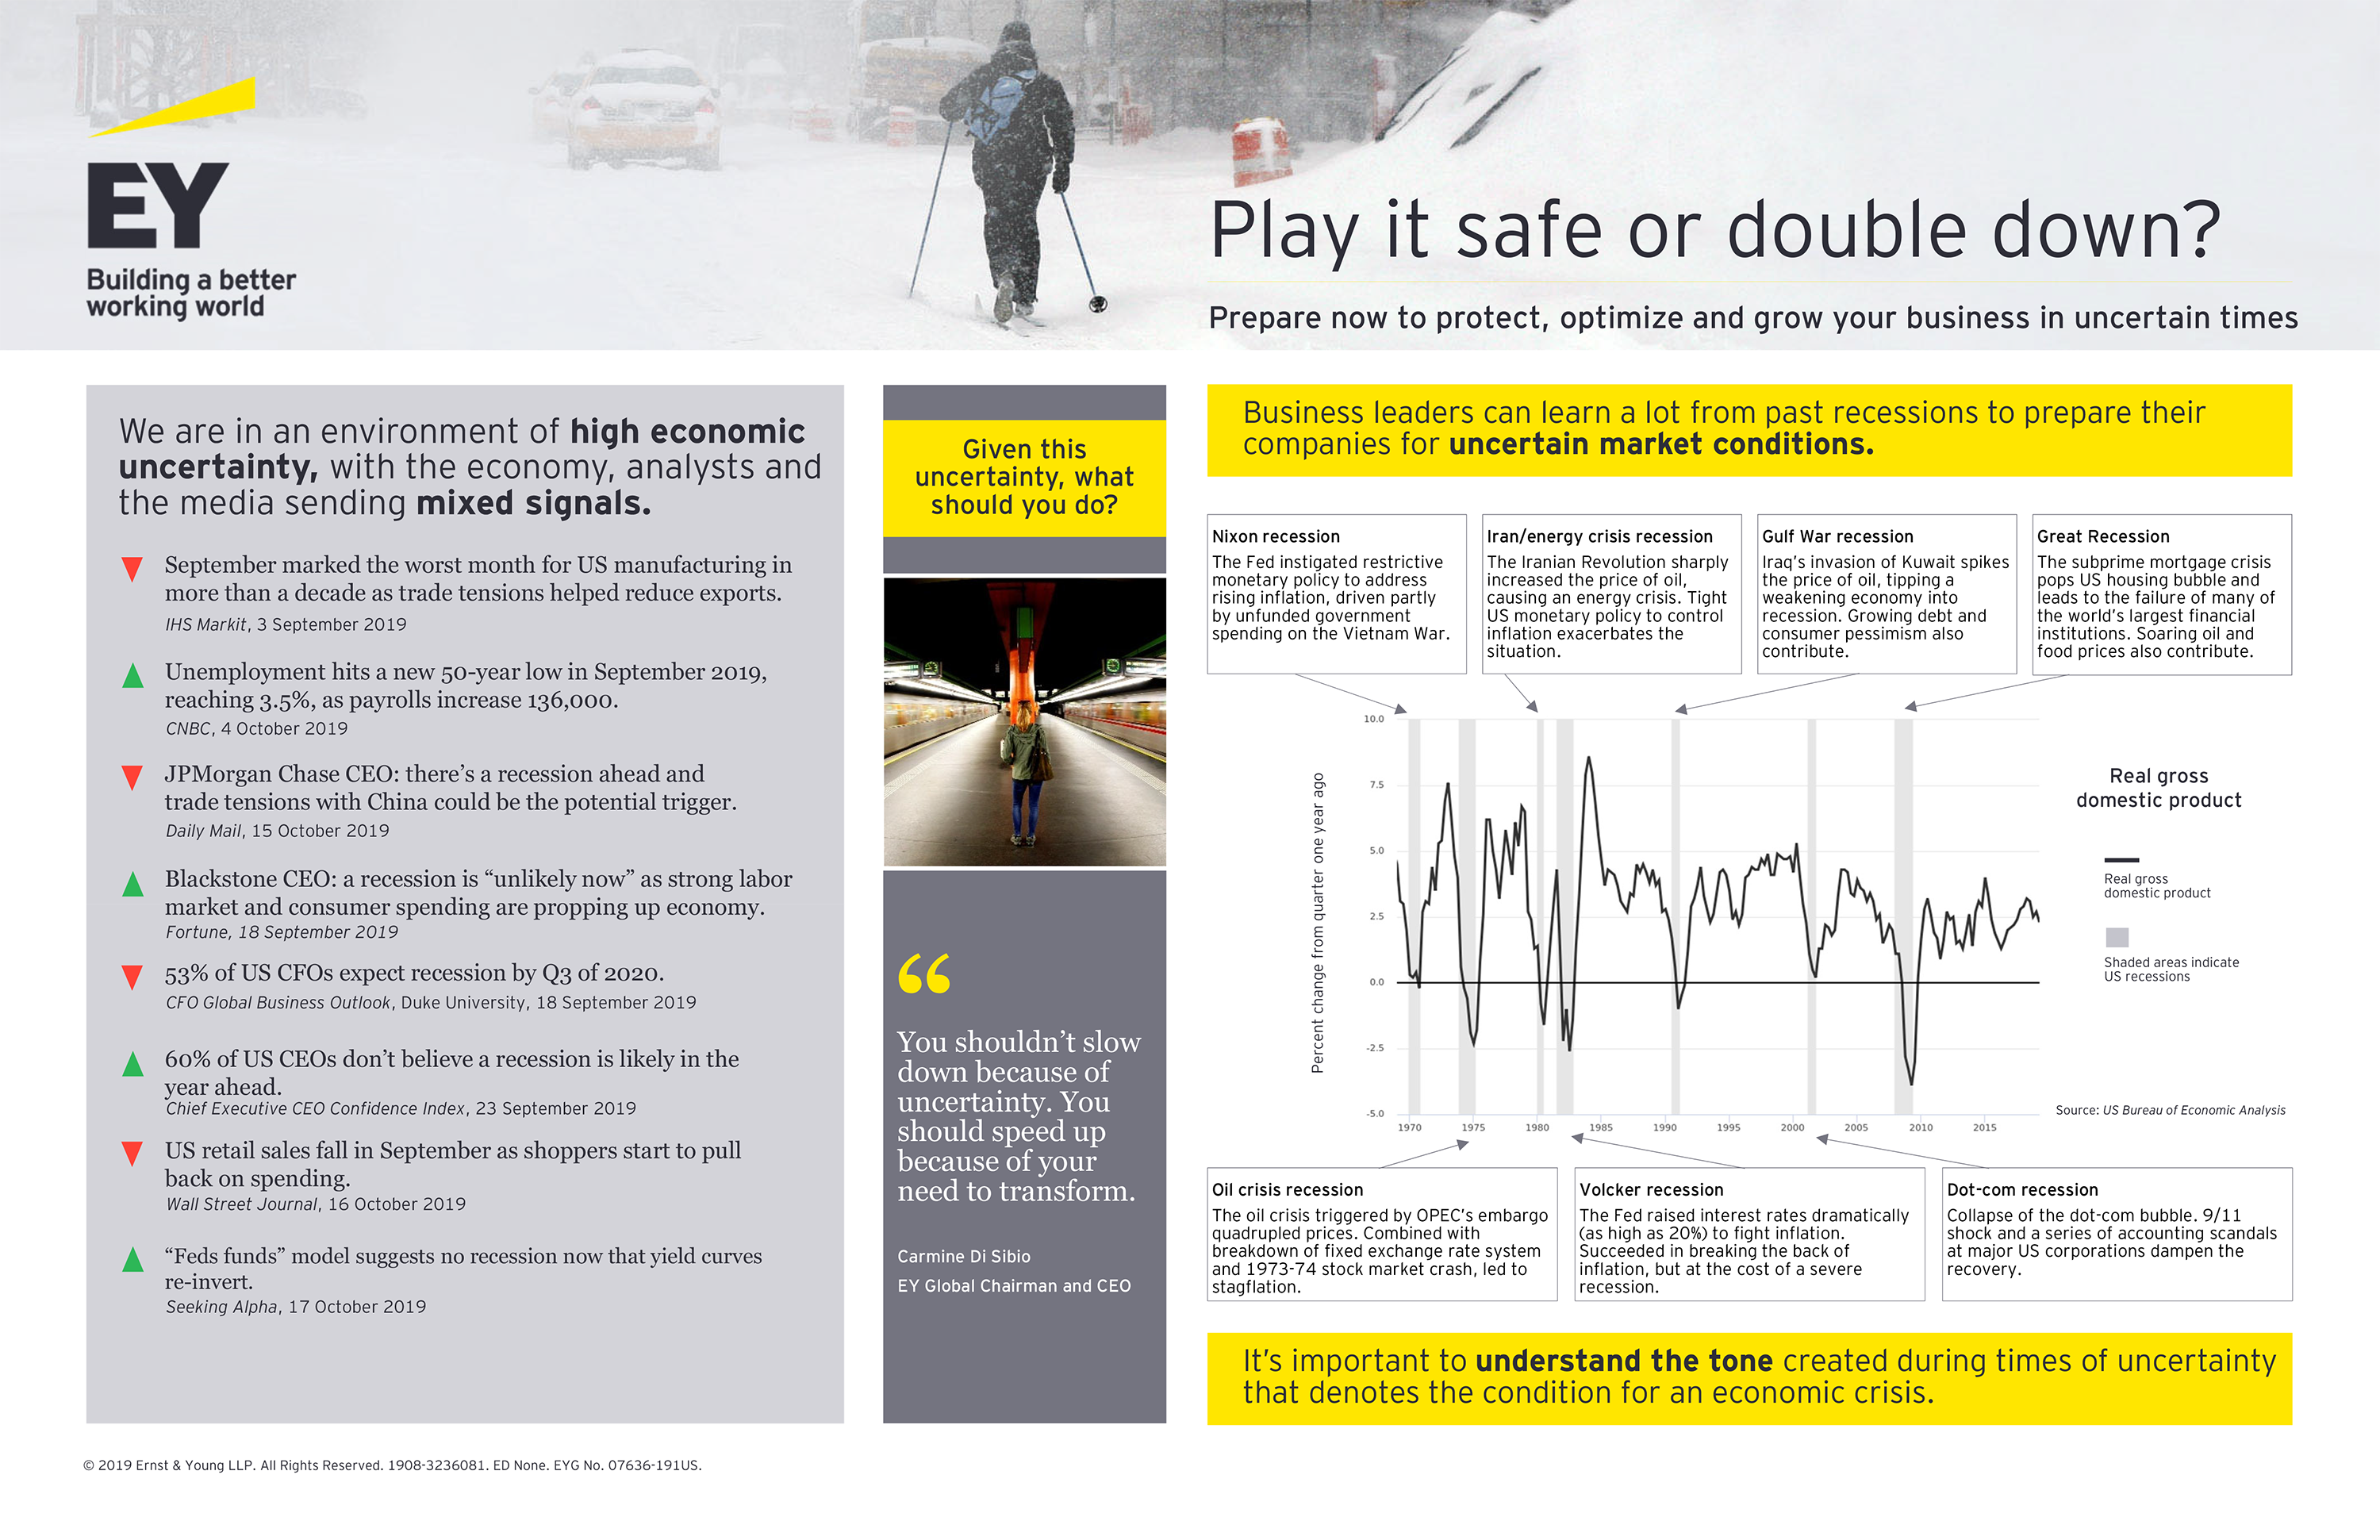 EY
Building a better
working world
Play it safe or double down?
Prepare now to protect, optimize and grow your business in uncertain times
We are in an environment of high economic
uncertainty, with the economy, analysts and
the media sending mixed signals.
September marked the worst month for US manufacturing in
more than a decade as trade tensions helped reduce exports.
IHS Markit, 3 September 2019
Unemployment hits a new 50-year low in September 2019,
reaching 3.5%, as payrolls increase 136,000.
CNBC, 4 October 2019
JPMorgan Chase CEO: there’s a recession ahead and
trade tensions with China could be the potential trigger.
Daily Mail, 15 October 2019
Blackstone CEO: a recession is “unlikely now” as strong labor
market and consumer spending are propping up economy.
Fortune, 18 September 2019
53% of US CFOs expect recession by Q3 of 2020.
CFO Global Business Outlook, Duke University, 18 September 2019
60% of US CEOs don’t believe a recession is likely in the
year ahead.
Chief Executive CEO Confidence Index, 23 September 2019
US retail sales fall in September as shoppers start to pull
back on spending.
Wall Street Journal, 16 October 2019
“Feds funds” model suggests no recession now that yield curves
re-invert.
Seeking Alpha, 17 October 2019
Given this
uncertainty, what
should you do?
“
You shouldn’t slow
down because of
uncertainty. You
should speed up
because of your
need to transform.
Carmine Di Sibio
EY Global Chairman and CEO
Business leaders can learn a lot from past recessions to prepare their
companies for uncertain market conditions.
Nixon recession
The Fed instigated restrictive
monetary policy to address
rising inflation, driven partly
by unfunded government
spending on the Vietnam War.
Iran/energy crisis recession
The Iranian Revolution sharply
increased the price of oil,
causing an energy crisis. Tight
US monetary policy to control
inflation exacerbates the
situation.
Gulf War recession
Iraq’s invasion of Kuwait spikes
the price of oil, tipping a
weakening economy into
recession. Growing debt and
consumer pessimism also
contribute.
Great Recession
The subprime mortgage crisis
pops US housing bubble and
leads to the failure of many of
the world’s largest financial
institutions. Soaring oil and
food prices also contribute.
Percent change from quarter one year ago
10.0
7.5
5.0
2.5
0.0
-2.5
-5.0
1970 1975 1980 1985 1990 1995 2000 2005 2010 2015
Real gross
domestic product
Real gross
domestic product
Shaded areas indicate
US recessions
Source: US Bureau of Economic Analysis
Oil crisis recession
The oil crisis triggered by OPEC’s embargo
quadrupled prices. Combined with
breakdown of fixed exchange rate system
and 1973-74 stock market crash, led to
stagflation.
Volcker recession
The Fed raised interest rates dramatically
(as high as 20%) to fight inflation.
Succeeded in breaking the back of
inflation, but at the cost of a severe
recession.
Dot-com recession
Collapse of the dot-com bubble. 9/11
shock and a series of accounting scandals
at major US corporations dampen the
recovery.
It’s important to understand the tone created during times of uncertainty
that denotes the condition for an economic crisis.
© 2019 Ernst & Young LLP. All Rights Reserved. 1908-3236081. ED None. EYG No. 07636-191US.